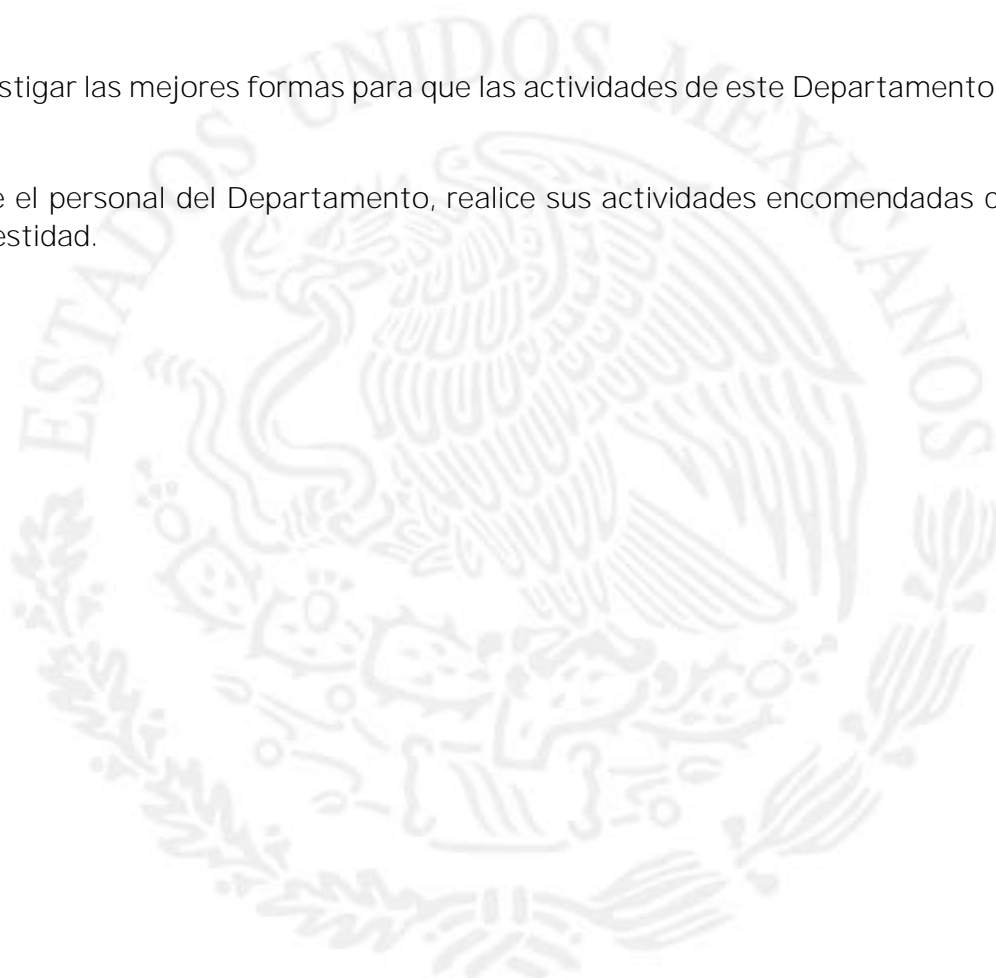 ESTADOS UNIDOS MEXICANOS
stigar las mejores formas para que las actividades de este Departamento
e el personal del Departamento, realice sus actividades encomendadas c
estidad.